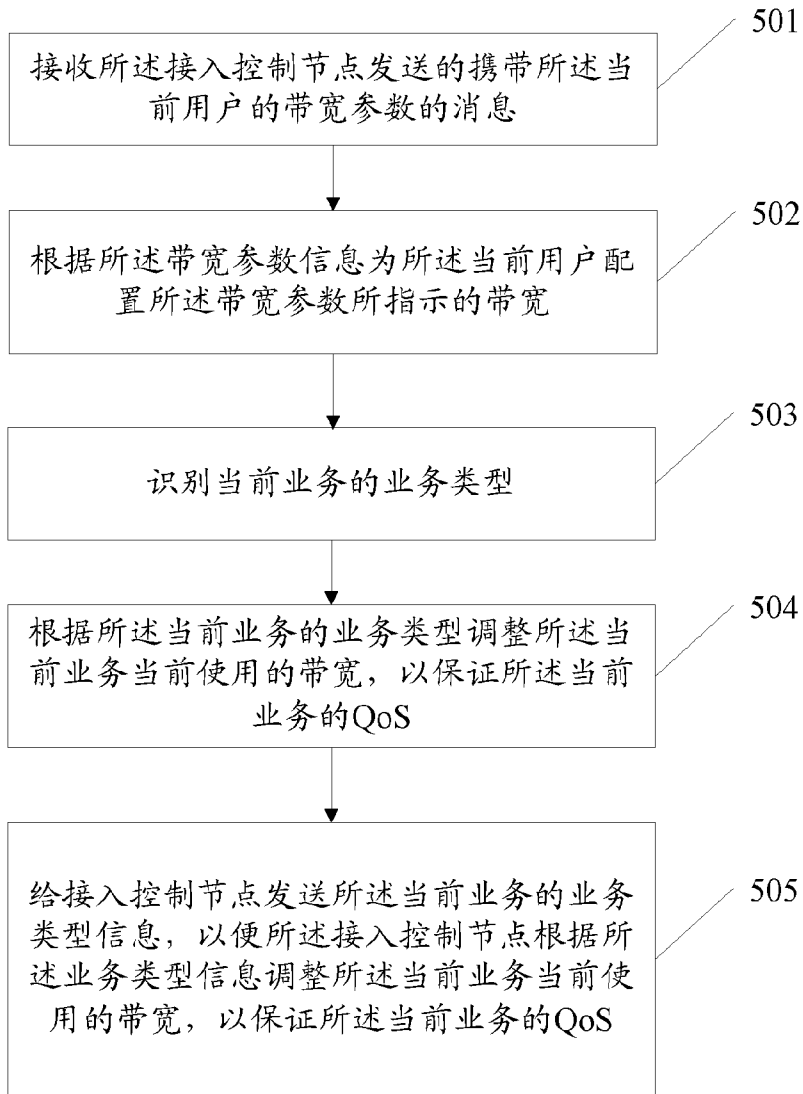 501
接收所述接入控制节点发送的携带所述当
前用户的带宽参数的消息
502
根据所述带宽参数信息为所述当前用户配
置所述带宽参数所指示的带宽
503
识别当前业务的业务类型
504
根据所述当前业务的业务类型调整所述当
前业务当前使用的带宽，以保证所述当前
业务的QoS
505
给接入控制节点发送所述当前业务的业务
类型信息，以便所述接入控制节点根据所
述业务类型信息调整所述当前业务当前使
用的带宽，以保证所述当前业务的QoS